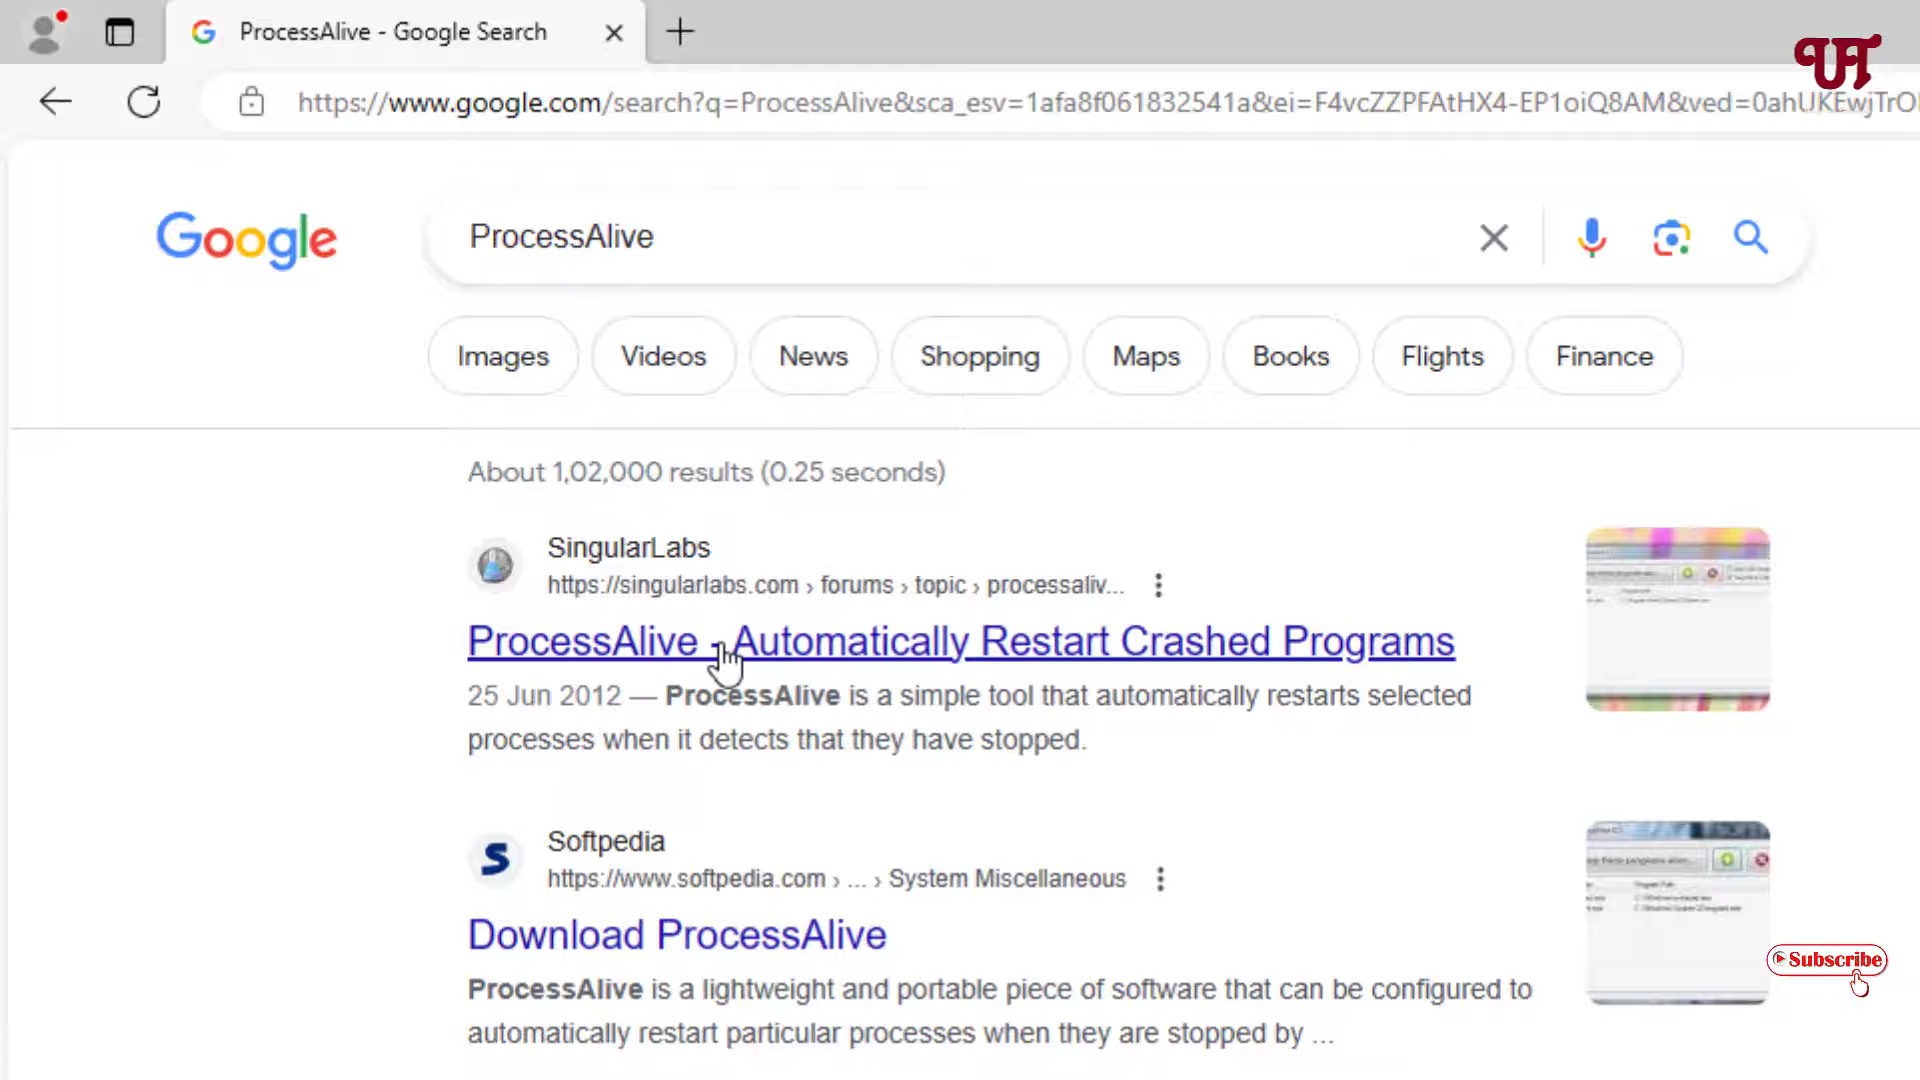 ProcessAlive - Google Search
UT
https://www.google.com/search?q=ProcessAlive&sca_esv=1afa8f061832541a&ei=F4vcZZPFAtHX4-EP1oiQ8AM&ved=0ahUKEwjTrO
Google
ProcessAlive
Images Videos News Shopping Maps Books Flights Finance
About 1,02,000 results (0.25 seconds)
SingularLabs
https://singularlabs.com › forums › topic › processaliv...
ProcessAlive - Automatically Restart Crashed Programs
25 Jun 2012 — ProcessAlive is a simple tool that automatically restarts selected
processes when it detects that they have stopped.
Softpedia
https://www.softpedia.com › ... › System Miscellaneous
Download ProcessAlive
ProcessAlive is a lightweight and portable piece of software that can be configured to
automatically restart particular processes when they are stopped by ...
Subscribe